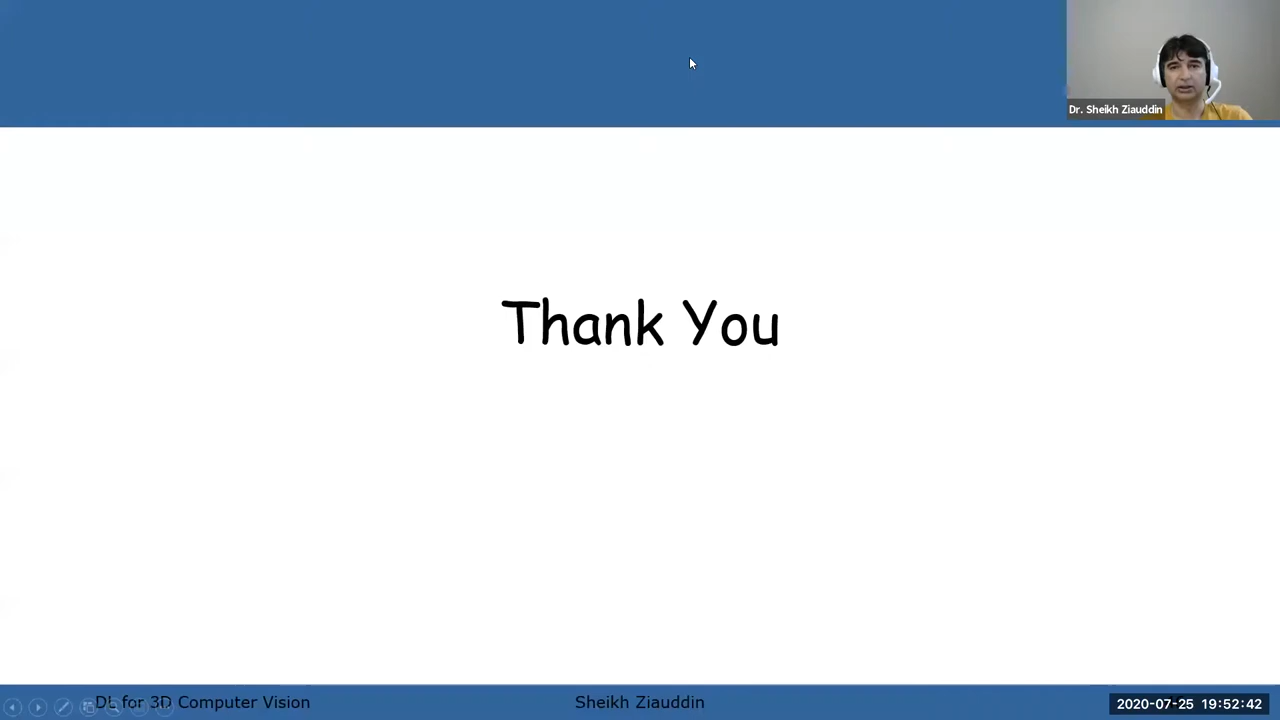 Dr. Sheikh Ziauddin
Thank You
DL for 3D Computer Vision
Sheikh Ziauddin
2020-07-25 19:52:42